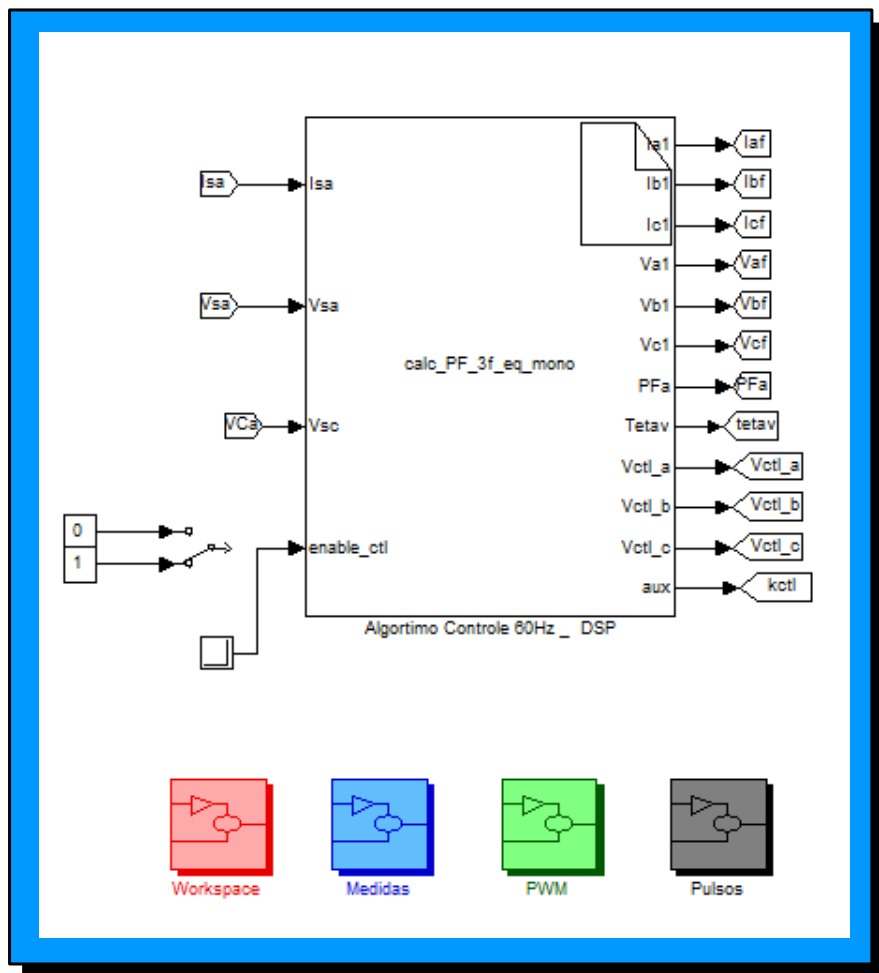 Isa
Isa
Vsa
Vsa
VCa
Vsc
0
1
enable_ctl
calc_PF_3f_eq_mono
Ia1
Iaf
Ib1
Ibf
Ic1
Icf
Va1
Vaf
Vb1
Vbf
Vc1
Vcf
PFa
PFa
Tetav
tetav
Vctl_a
Vctl_a
Vctl_b
Vctl_b
Vctl_c
Vctl_c
aux
kctl
Algortimo Controle 60Hz _ DSP
Workspace
Medidas
PWM
Pulsos